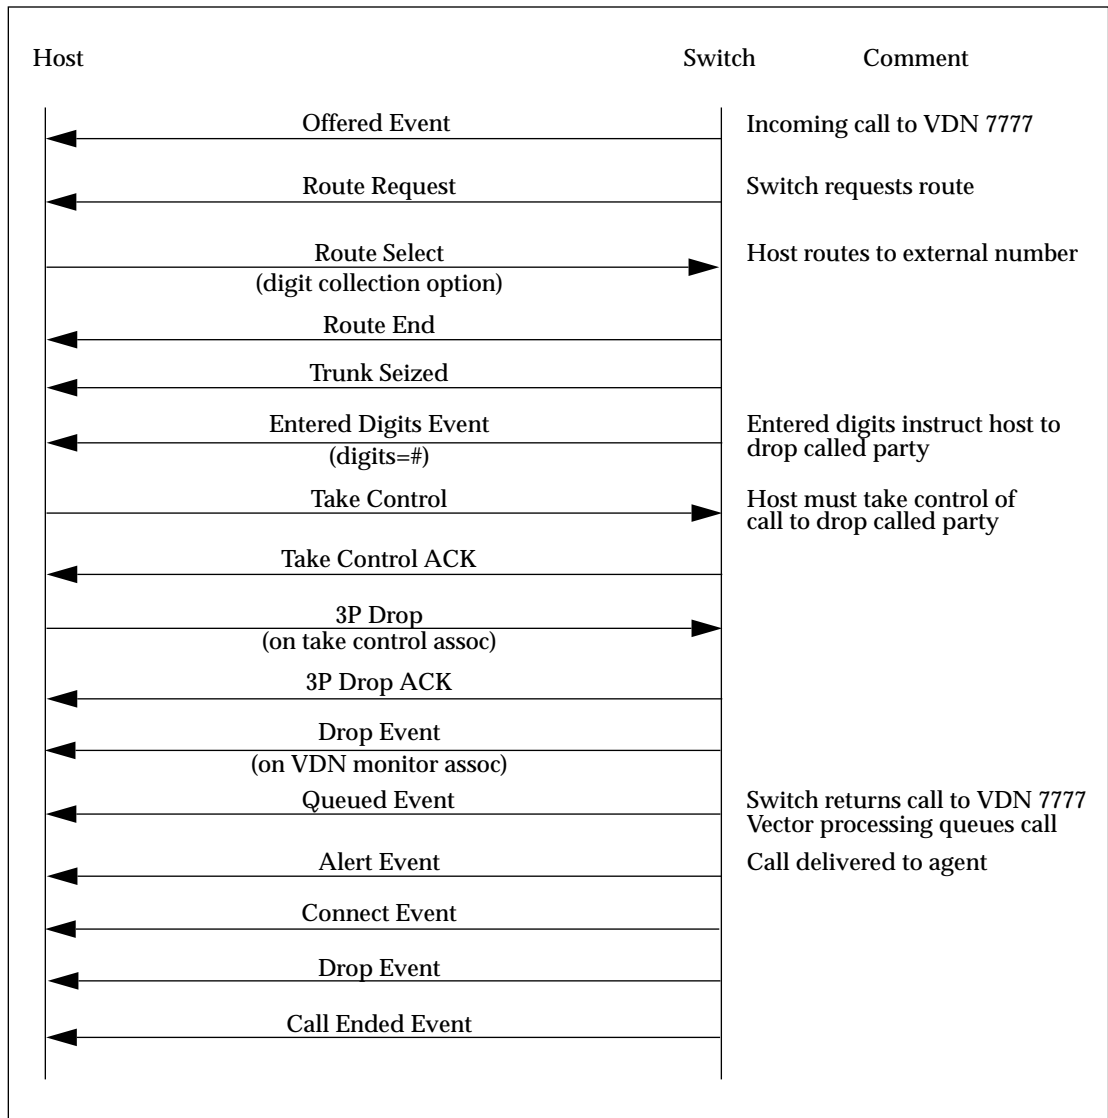 Host Switch Comment
Offered Event Incoming call to VDN 7777
Route Request Switch requests route
Route Select Host routes to external number
(digit collection option)
Route End
Trunk Seized
Entered Digits Event Entered digits instruct host to
(digits=#) drop called party
Take Control Host must take control of
call to drop called party
Take Control ACK
3P Drop
(on take control assoc)
3P Drop ACK
Drop Event
(on VDN monitor assoc)
Queued Event Switch returns call to VDN 7777
Vector processing queues call
Alert Event Call delivered to agent
Connect Event
Drop Event
Call Ended Event